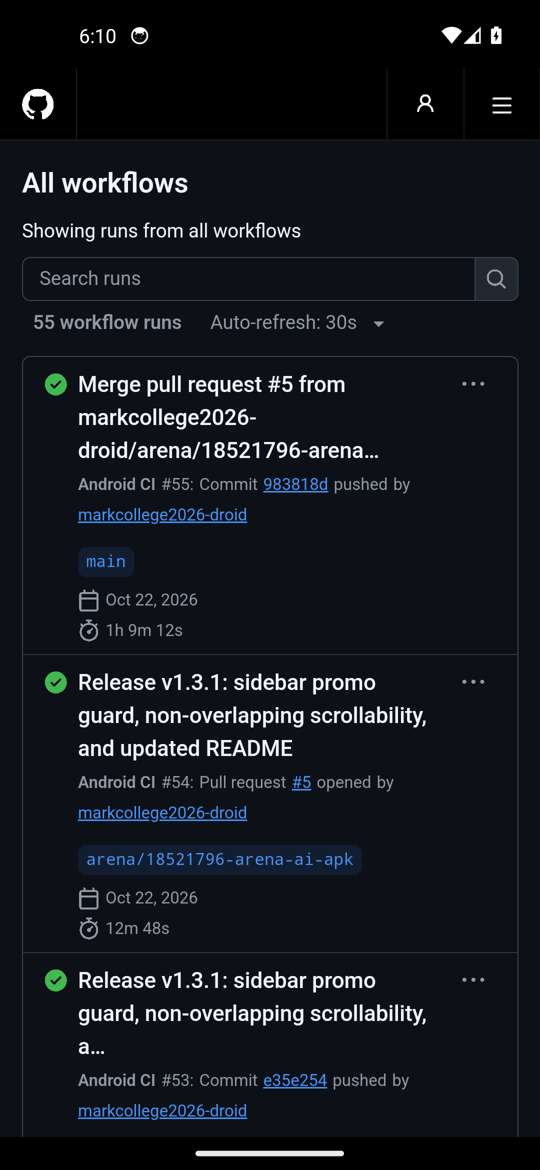 6:10
All workflows
Showing runs from all workflows
Search runs
55 workflow runs Auto-refresh: 30s
Merge pull request #5 from
markcollege2026-
droid/arena/18521796-arena…
Android CI #55: Commit 983818d pushed by
markcollege2026-droid
main
Oct 22, 2026
1h 9m 12s
Release v1.3.1: sidebar promo
guard, non-overlapping scrollability,
and updated README
Android CI #54: Pull request #5 opened by
markcollege2026-droid
arena/18521796-arena-ai-apk
Oct 22, 2026
12m 48s
Release v1.3.1: sidebar promo
guard, non-overlapping scrollability,
a…
Android CI #53: Commit e35e254 pushed by
markcollege2026-droid